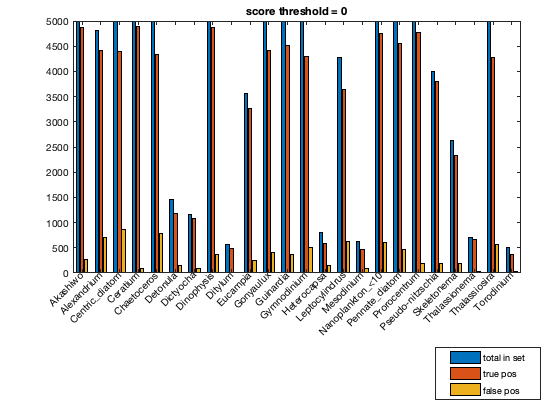 score threshold = 0
5000
4500
4000
3500
3000
2500
2000
1500
1000
500
0
Akashiwo
Alexandrium
Centric_diatom
Ceratium
Chaetoceros
Detonula
Dictyocha
Dinophysis
Ditylum
Eucampia
Gonyaulux
Guinardia
Gymnodinium
Heterocapsa
Leptocylindrus
Mesodinium
Nanoplankton_<10
Pennate_diatom
Prorocentrum
Pseudo-nitzschia
Skeletonema
Thalassionema
Thalassiosira
Torodinium
total in set
true pos
false pos